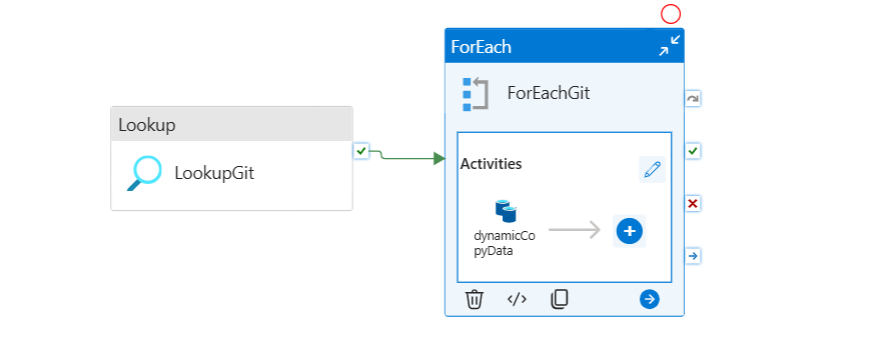 Lookup
LookupGit
ForEach
ForEachGit
Activities
dynamicCo
pyData